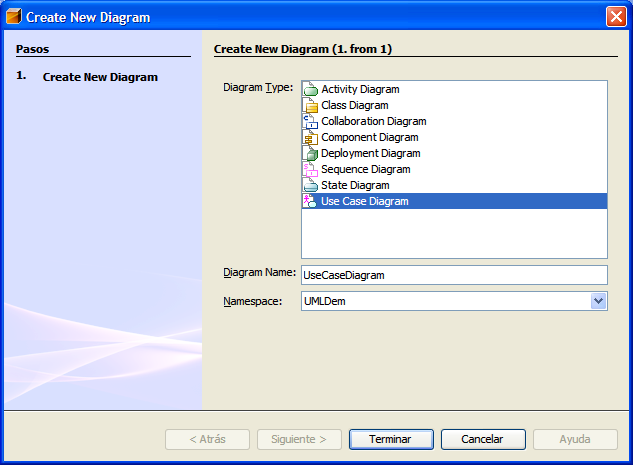 Create New Diagram
Pasos
1. Create New Diagram
Create New Diagram (1. from 1)
Diagram Type:
Activity Diagram
Class Diagram
Collaboration Diagram
Component Diagram
Deployment Diagram
Sequence Diagram
State Diagram
Use Case Diagram
Diagram Name: UseCaseDiagram
Namespace: UMLDem
< Atrás Siguiente > Terminar Cancelar Ayuda